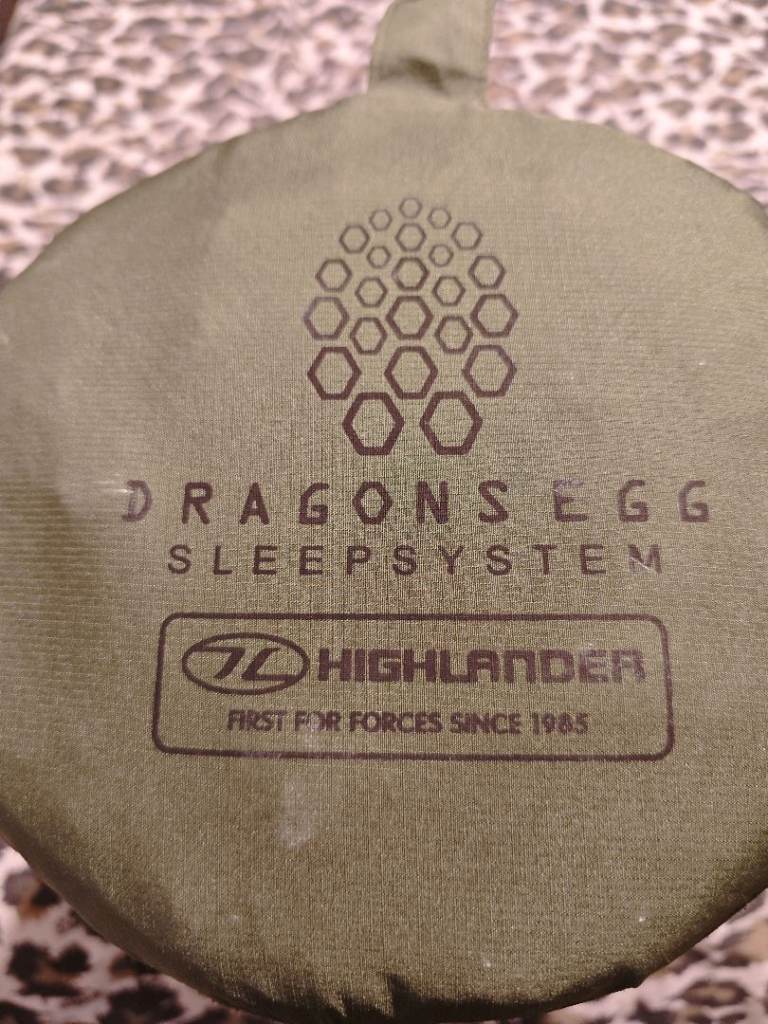 DRAGONS EGG
SLEEPSYSTEM
HIGHLANDER
FIRST FOR FORCES SINCE 1985